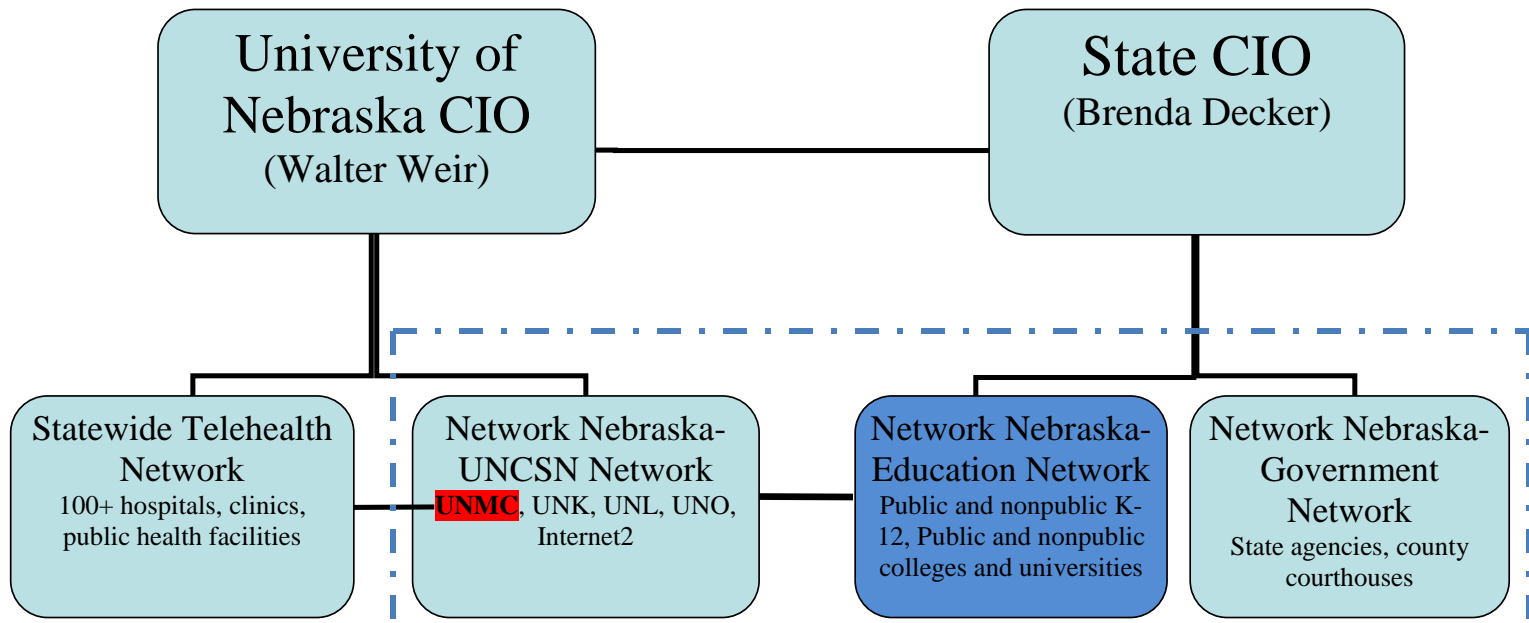 University of
Nebraska CIO
(Walter Weir)
State CIO
(Brenda Decker)
Statewide Telehealth
Network
100+ hospitals, clinics,
public health facilities
Network Nebraska-
UNCSN Network
UNMC, UNK, UNL, UNO,
Internet2
Network Nebraska-
Education Network
Public and nonpublic K-
12, Public and nonpublic
colleges and universities
Network Nebraska-
Government
Network
State agencies, county
courthouses